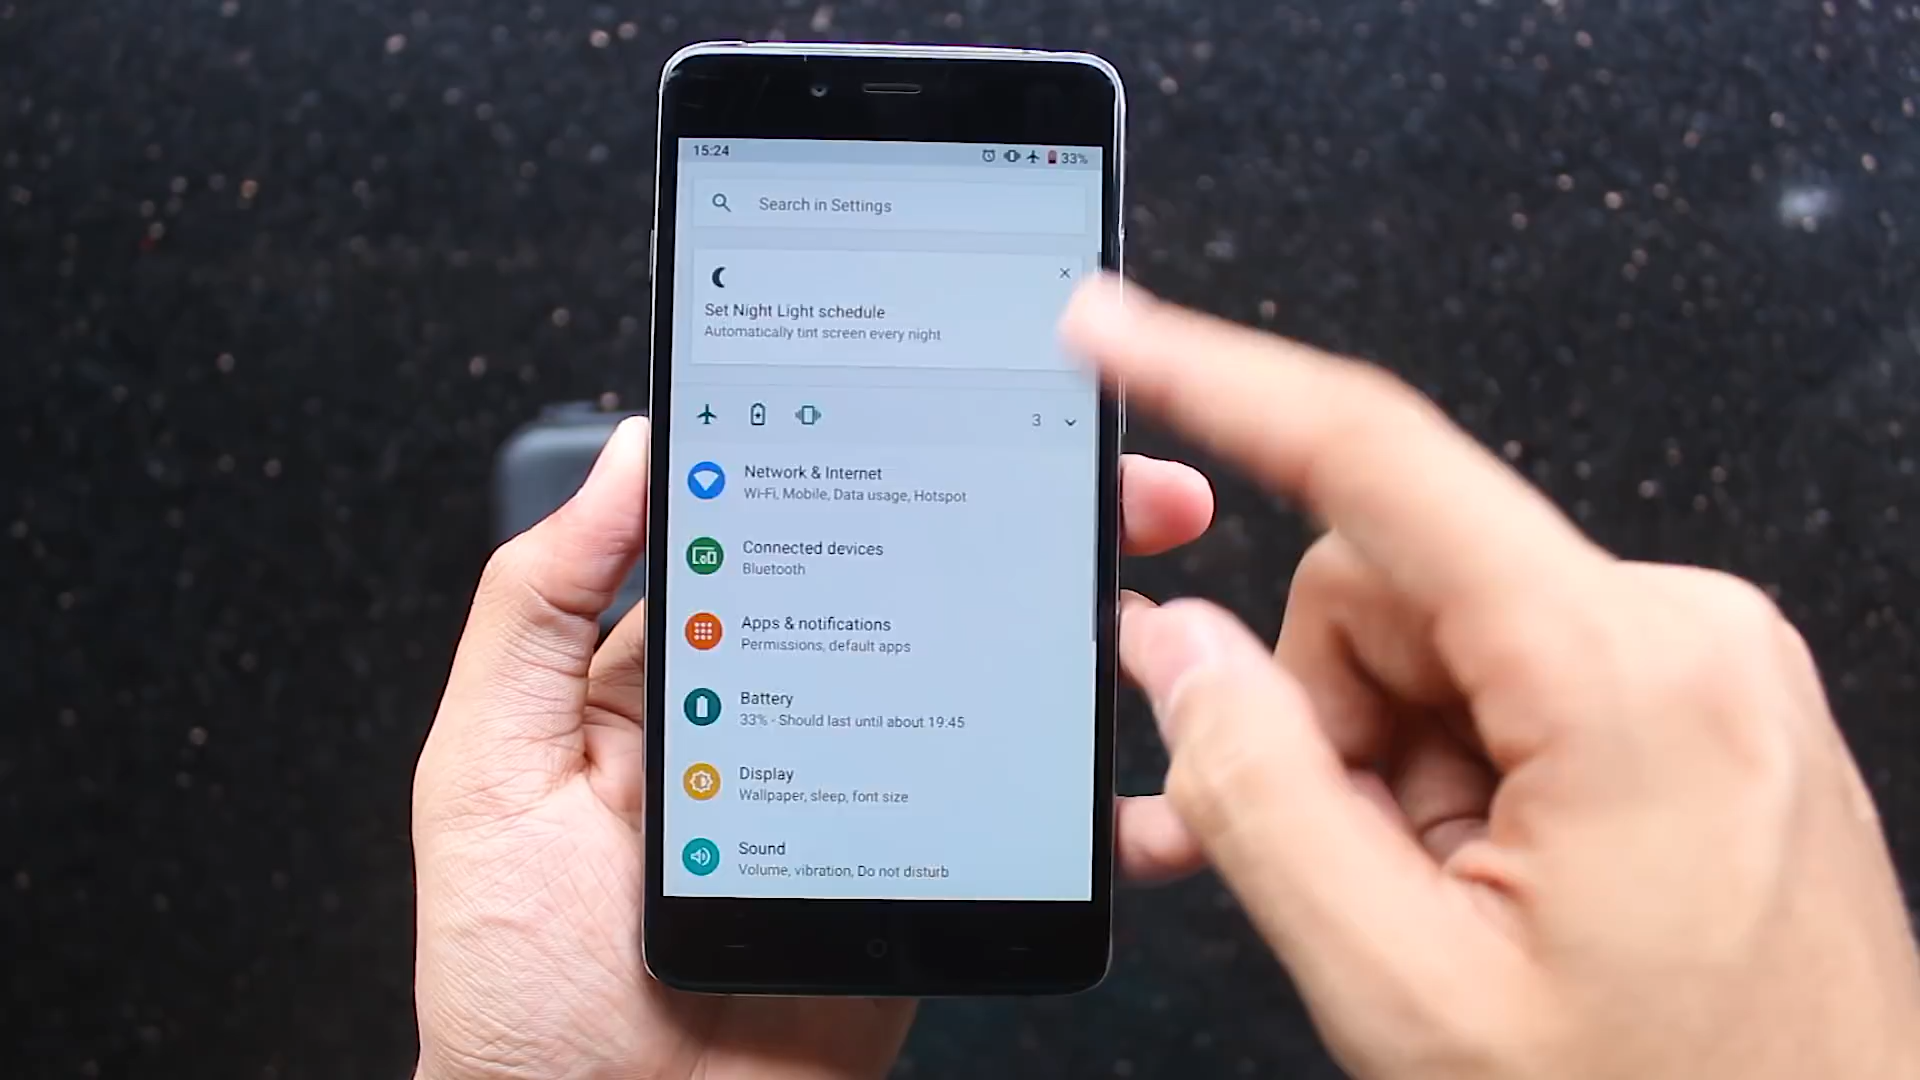 15:24
33%
Search in Settings
Set Night Light schedule
Automatically tint screen every night
3
Network & Internet
Wi-Fi, Mobile, Data usage, Hotspot
Connected devices
Bluetooth
Apps & notifications
Permissions, default apps
Battery
33% - Should last until about 19:45
Display
Wallpaper, sleep, font size
Sound
Volume, vibration, Do not disturb